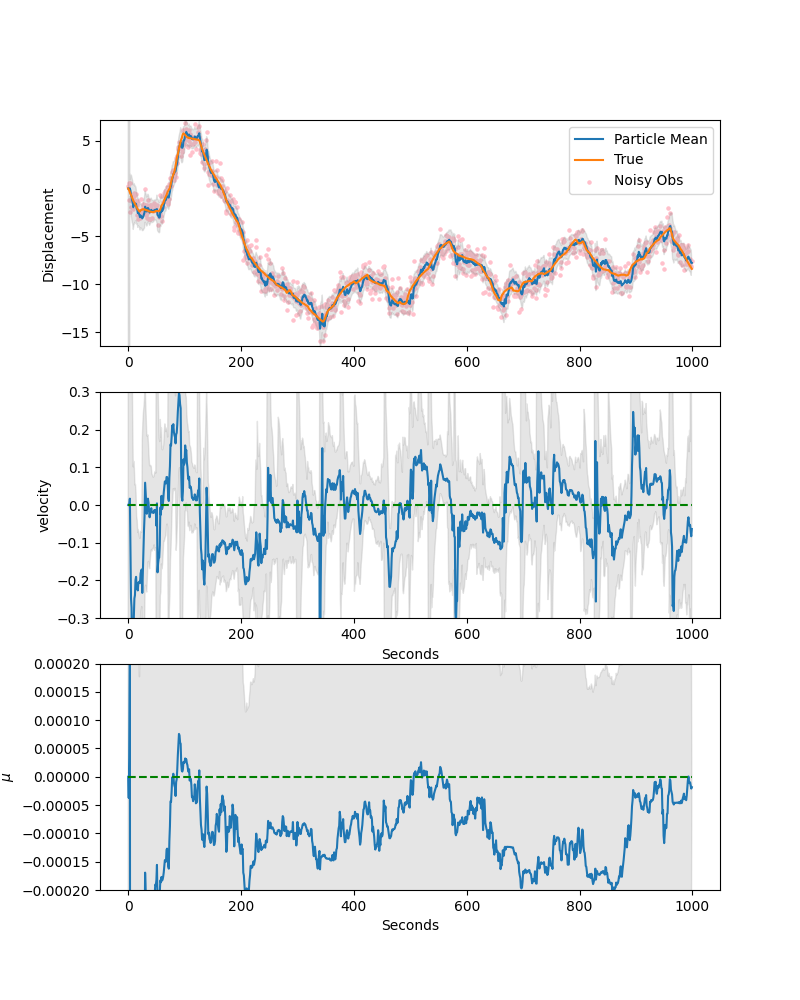 Displacement
5
0
−5
−10
−15
Particle Mean
True
Noisy Obs
0 200 400 600 800 1000
velocity
0.3
0.2
0.1
0.0
−0.1
−0.2
−0.3
0 200 400 600 800 1000
Seconds
μ
0.00020
0.00015
0.00010
0.00005
0.00000
−0.00005
−0.00010
−0.00015
−0.00020
0 200 400 600 800 1000
Seconds